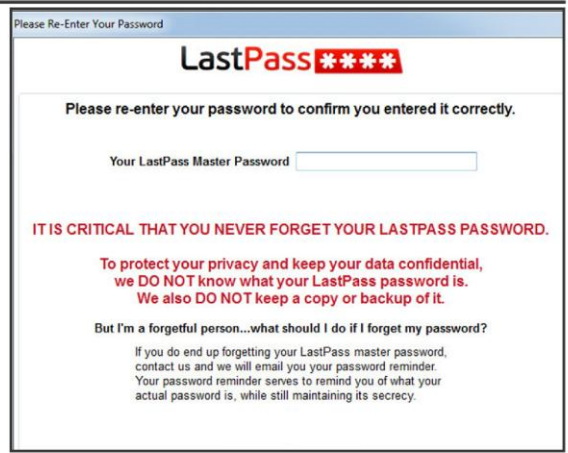 Please Re-Enter Your Password
LastPass ****
Please re-enter your password to confirm you entered it correctly.
Your LastPass Master Password
IT IS CRITICAL THAT YOU NEVER FORGET YOUR LASTPASS PASSWORD.
To protect your privacy and keep your data confidential,
we DO NOT know what your LastPass password is.
We also DO NOT keep a copy or backup of it.
But I'm a forgetful person...what should I do if I forget my password?
If you do end up forgetting your LastPass master password,
contact us and we will email you your password reminder.
Your password reminder serves to remind you of what your
actual password is, while still maintaining its secrecy.